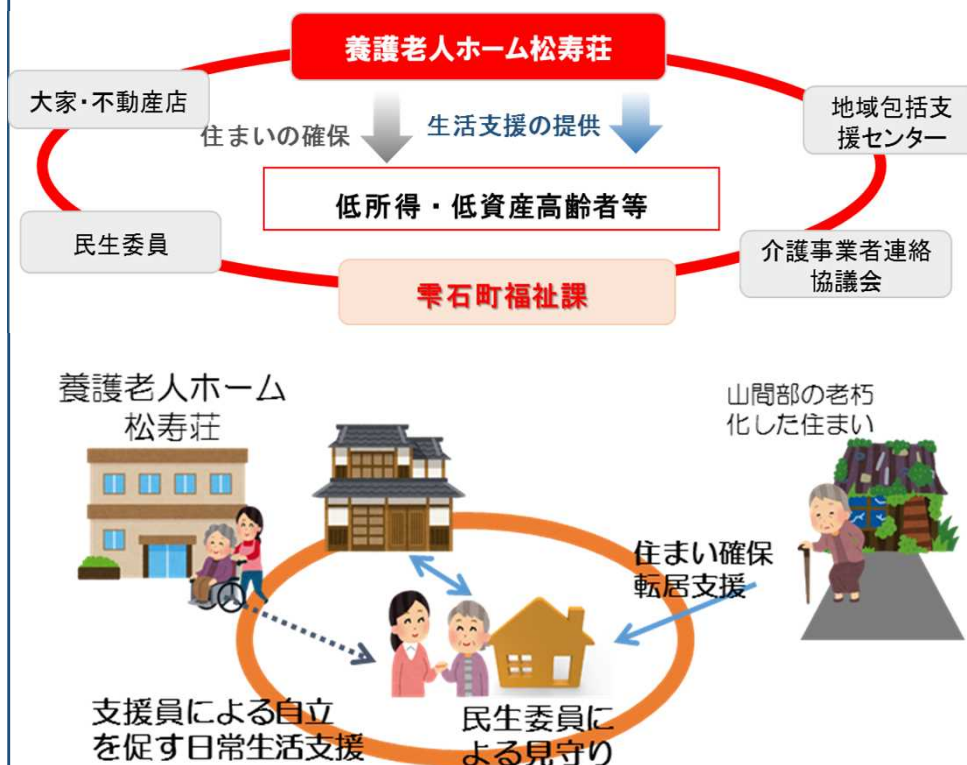 養護老人ホーム松寿荘
大家・不動産店
地域包括支
援センター
住まいの確保
生活支援の提供
低所得・低資産高齢者等
民生委員
介護事業者連絡
協議会
雫石町福祉課
養護老人ホーム
松寿荘
山間部の老朽
化した住まい
住まい確保
転居支援
支援員による自立
を促す日常生活支援
民生委員に
よる見守り